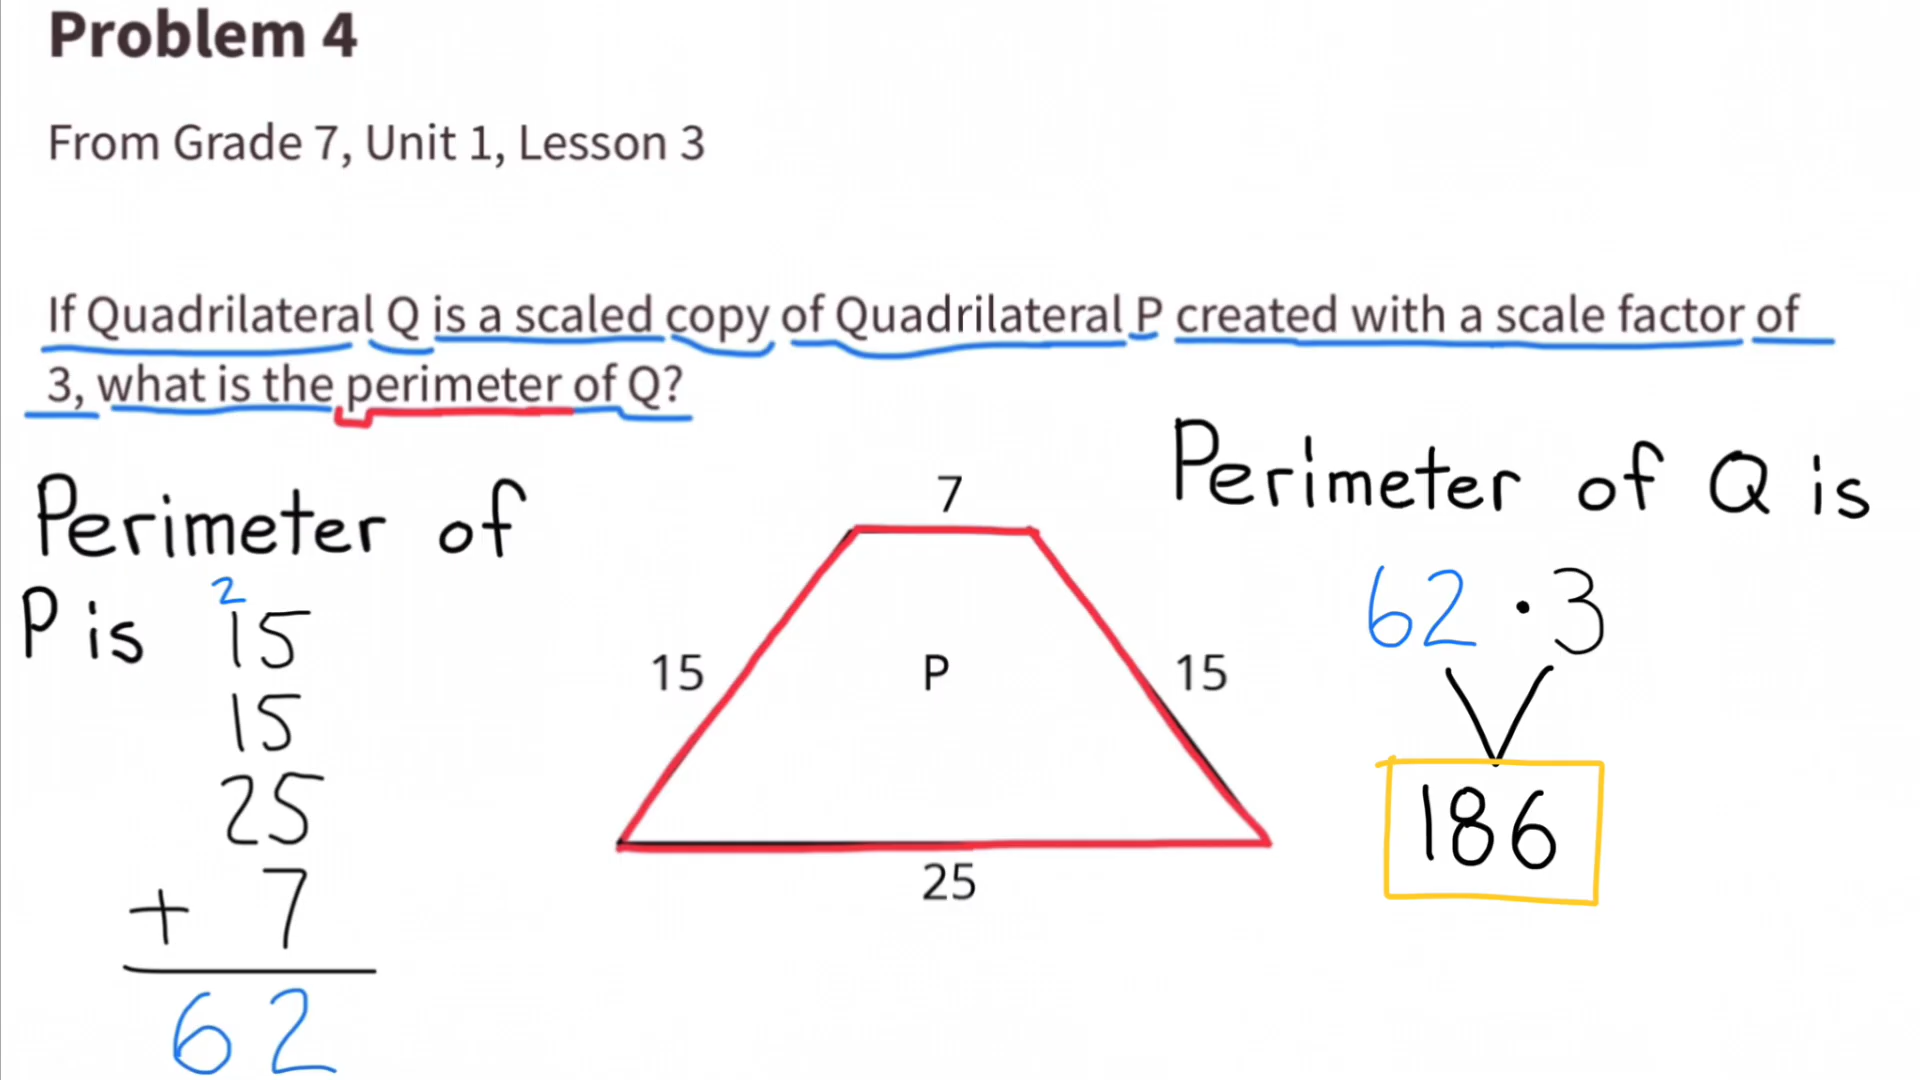 Problem 4
From Grade 7, Unit 1, Lesson 3
If Quadrilateral Q is a scaled copy of Quadrilateral P created with a scale factor of
3, what is the perimeter of Q?
Perimeter of
P is
2
15
15
25
+ 7
62
7
15
P
15
25
Perimeter of Q is
62 · 3
186